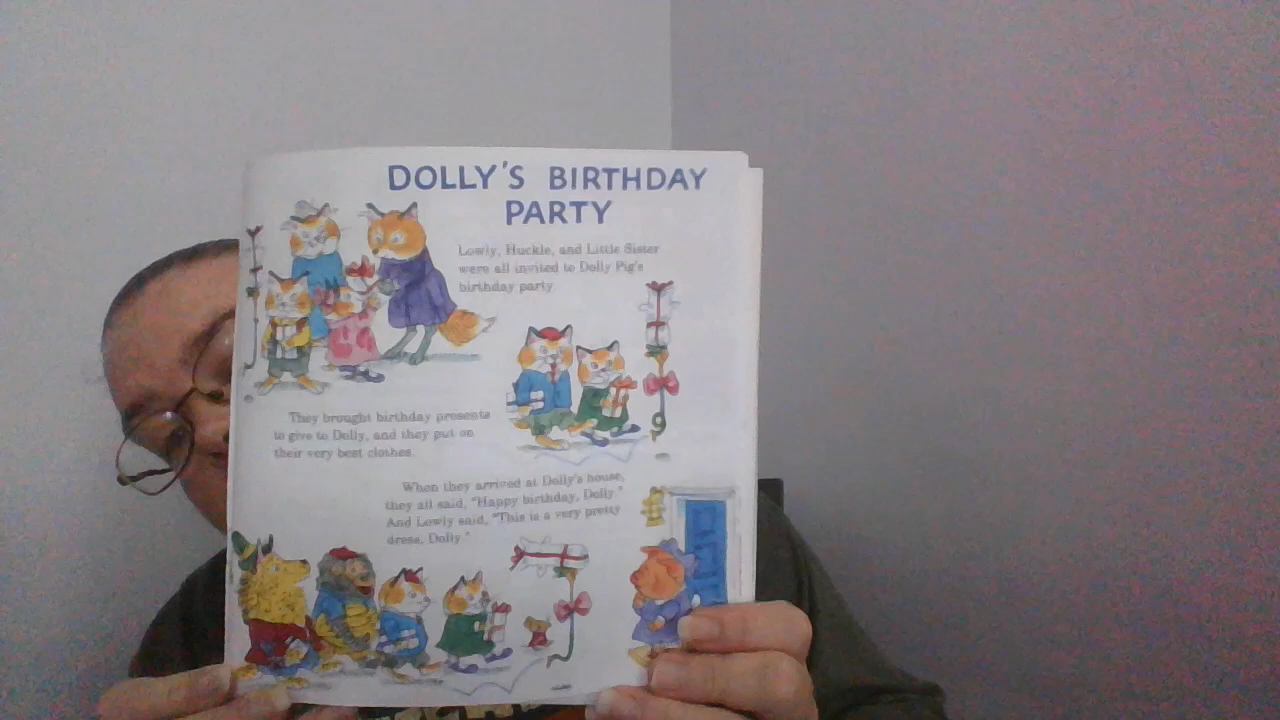 DOLLY'S BIRTHDAY
PARTY
Lowly, Huckle, and Little Sister
were all invited to Dolly Pig's
birthday party.
They brought birthday presents
to give to Dolly, and they put on
their very best clothes.
When they arrived at Dolly's house,
they all said, "Happy birthday, Dolly."
And Lowly said, "This is a very pretty
dress, Dolly."